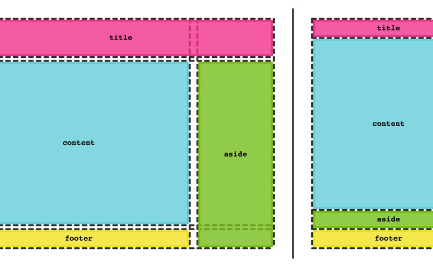 title
content
aside
footer
title
content
aside
footer